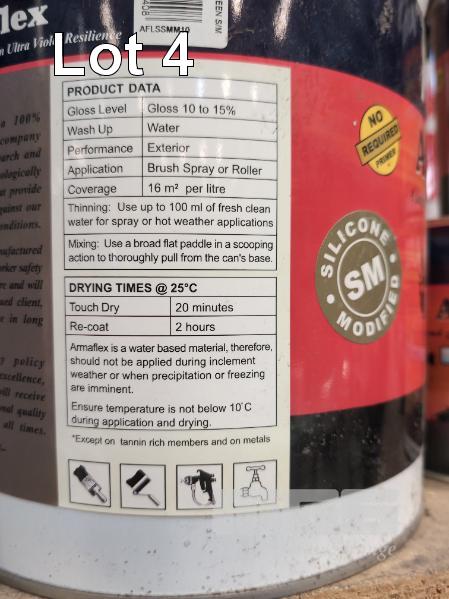 flex
Ultra Violet Resilience
AFLSSMM10
EEN S/M
Lot 4
PRODUCT DATA
Gloss Level Gloss 10 to 15%
Wash Up Water
Performance Exterior
Application Brush Spray or Roller
Coverage 16 m² per litre
Thinning: Use up to 100 ml of fresh clean
water for spray or hot weather applications
Mixing: Use a broad flat paddle in a scooping
action to thoroughly pull from the can's base.
DRYING TIMES @ 25°C
Touch Dry 20 minutes
Re-coat 2 hours
Armaflex is a water based material, therefore,
should not be applied during inclement
weather or when precipitation or freezing
are imminent.
Ensure temperature is not below 10°C
during application and drying.
*Except on tannin rich members and on metals
a 100%
company
arch and
ologically
at provide
gainst our
onditions.
nufactured
orker safety
re and will
ued client,
e in long
y policy
excellence,
will receive
nal quality
all times.
NO
PRIMER
REQUIRED
SILICONE
SM
MODIFIED